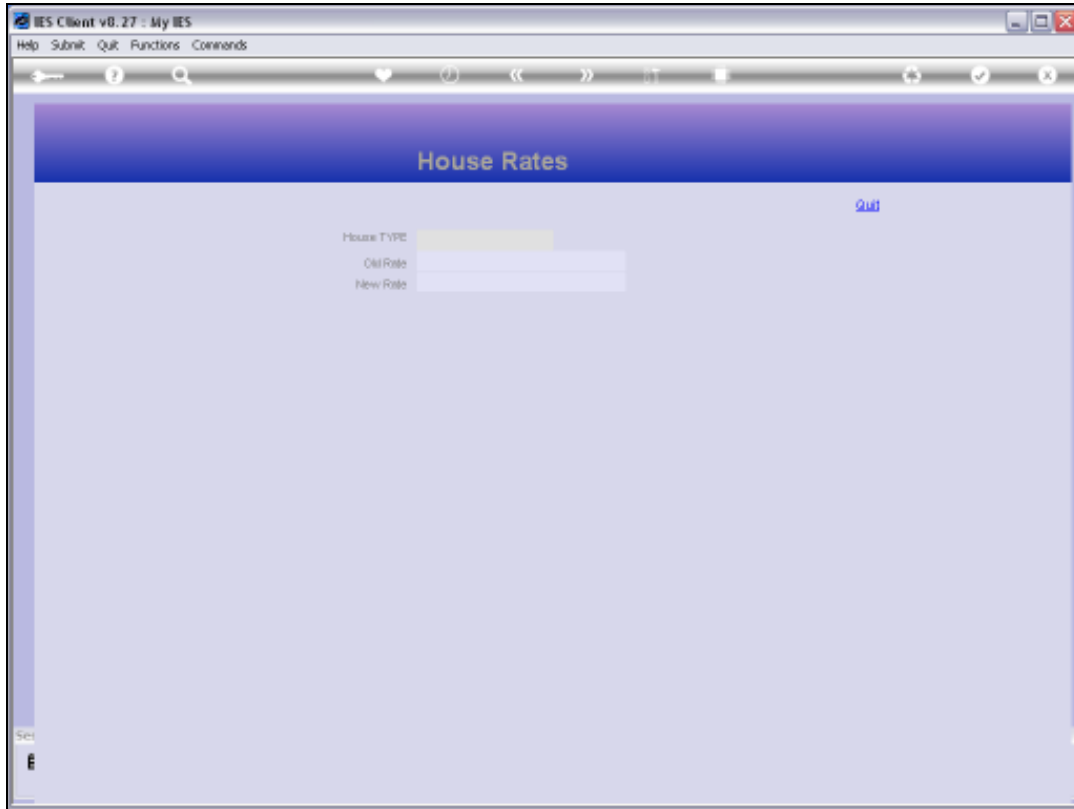 IES Client v8.27 : My IES
Help Submit Quit Functions Commands
House Rates
Quit
House TYPE
Old Rate
New Rate
Ses